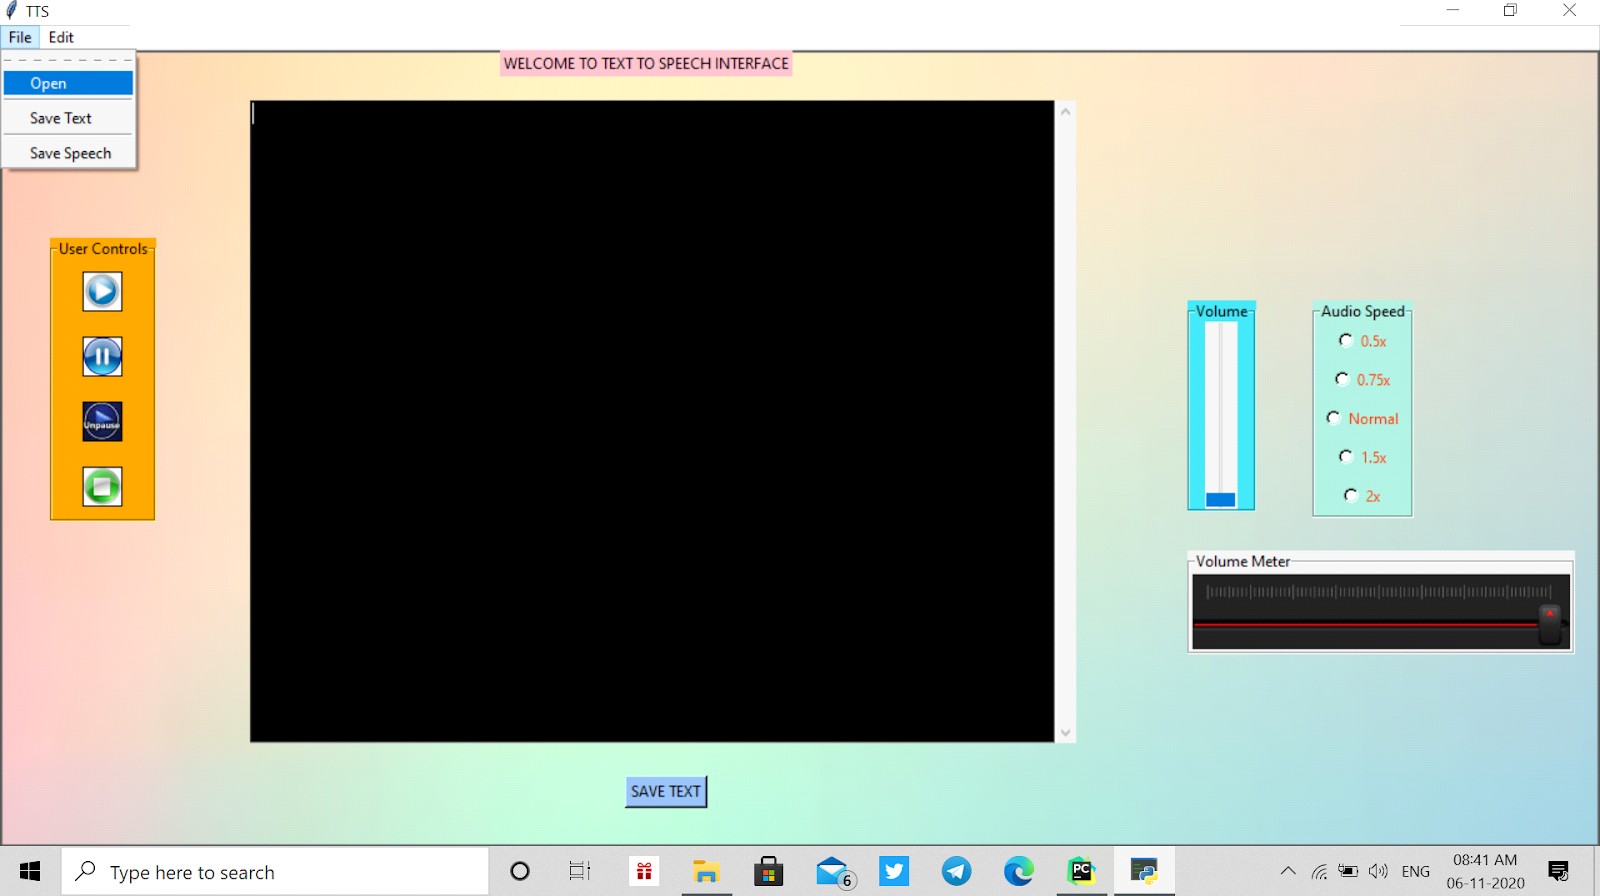 TTS
File Edit
Open
Save Text
Save Speech
WELCOME TO TEXT TO SPEECH INTERFACE
User Controls
Unpause
Volume
Audio Speed
0.5x
0.75x
Normal
1.5x
2x
Volume Meter
SAVE TEXT
Type here to search
6
PC
ENG
08:41 AM
06-11-2020